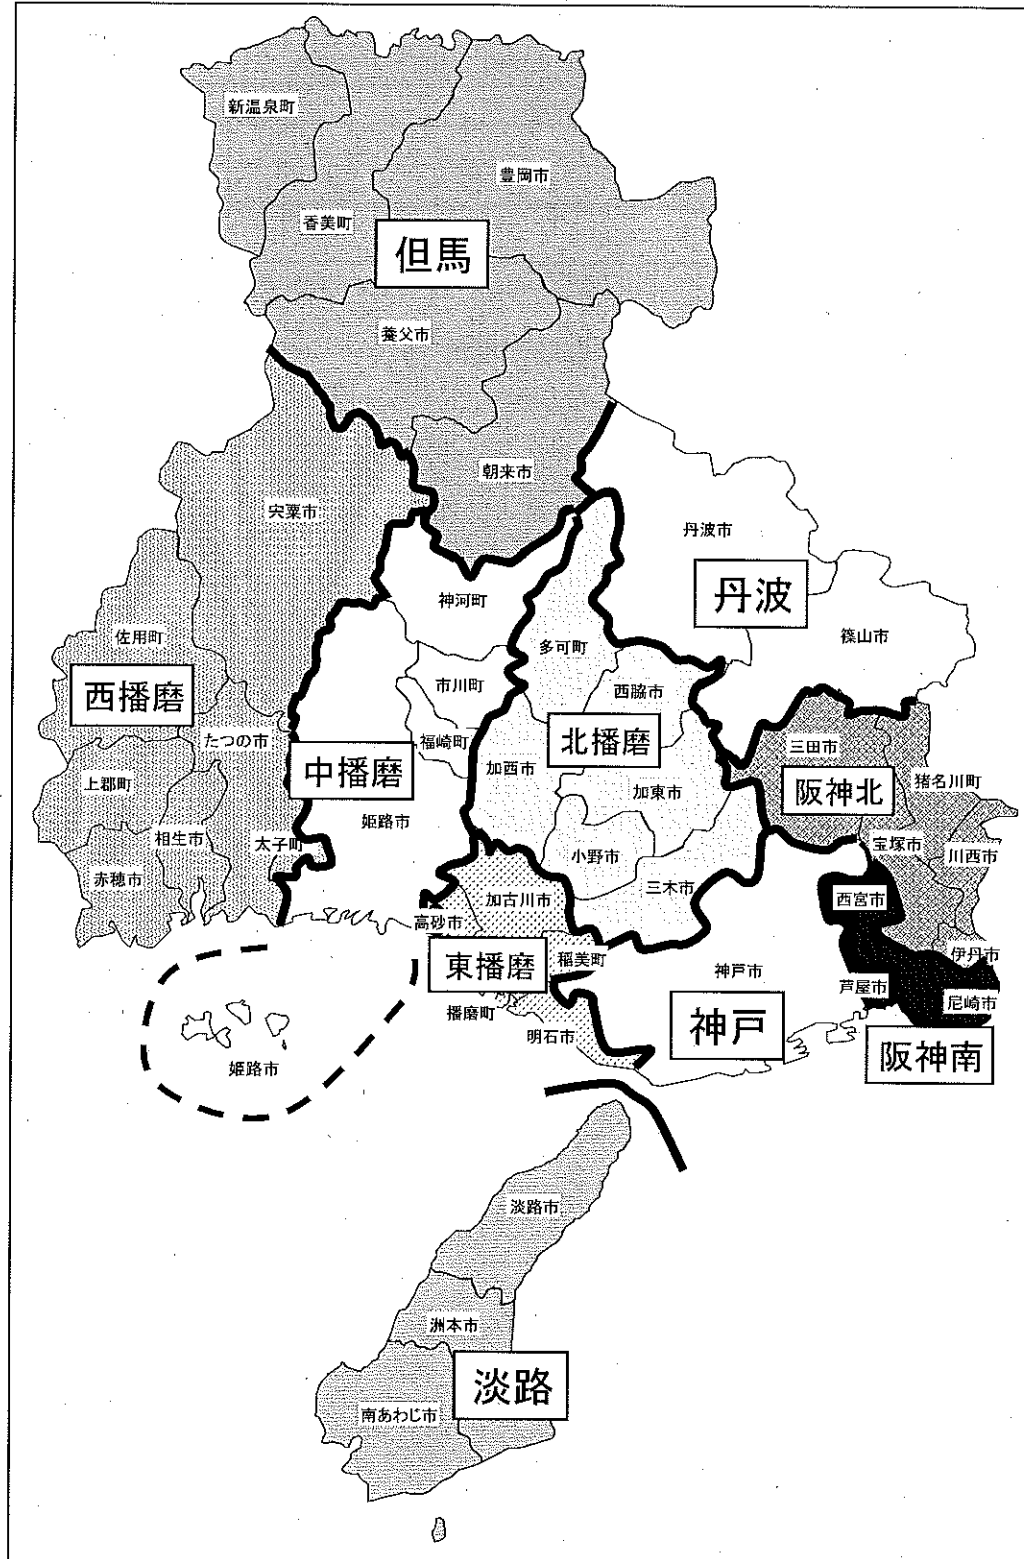 新温泉町
豊岡市
香美町
但馬
養父市
朝来市
宍粟市
丹波市
丹波
神河町
佐用町
篠山市
多可町
西播磨
市川町
西脇市
たつの市
福崎町
北播磨
三田市
中播磨
加西市
上郡町
加東市
阪神北
猪名川町
姫路市
相生市
太子町
宝塚市
小野市
川西市
赤穂市
三木市
加古川市
西宮市
高砂市
東播磨
稲美町
神戸市
伊丹市
芦屋市
尼崎市
播磨町
神戸
明石市
阪神南
姫路市
淡路市
洲本市
淡路
南あわじ市